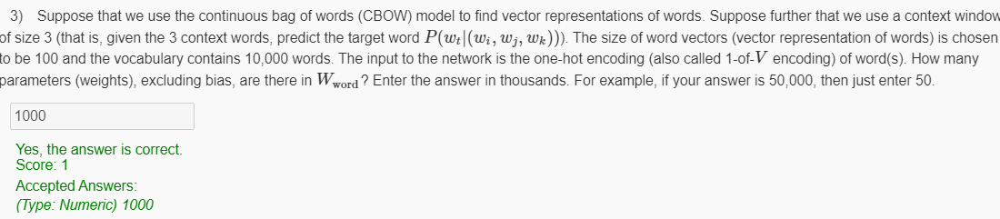 3) Suppose that we use the continuous bag of words (CBOW) model to find vector representations of words. Suppose further that we use a context window
of size 3 (that is, given the 3 context words, predict the target word P(w_t|(w_i, w_j, w_k))). The size of word vectors (vector representation of words) is chosen
to be 100 and the vocabulary contains 10,000 words. The input to the network is the one-hot encoding (also called 1-of-V encoding) of word(s). How many
parameters (weights), excluding bias, are there in W_word? Enter the answer in thousands. For example, if your answer is 50,000, then just enter 50.
1000
Yes, the answer is correct.
Score: 1
Accepted Answers:
(Type: Numeric) 1000